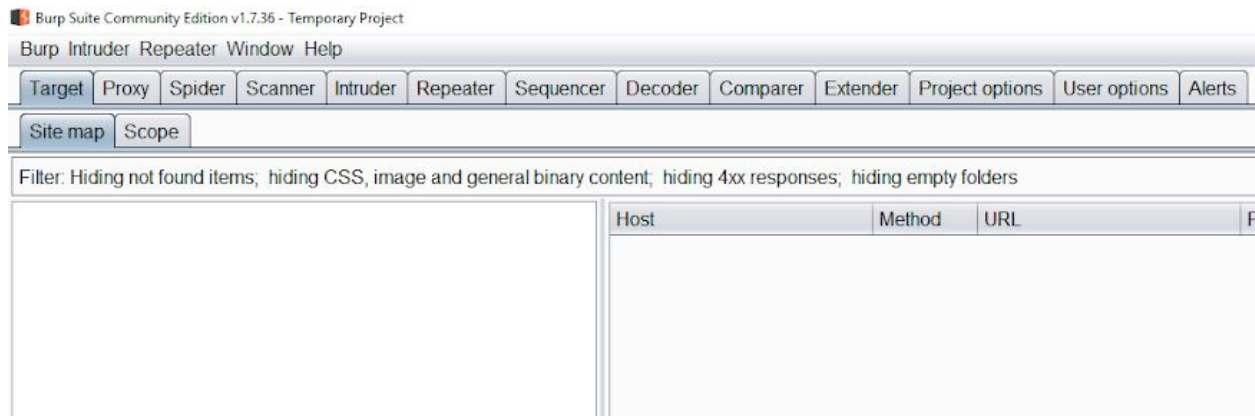 Burp Suite Community Edition v1.7.36 - Temporary Project
Burp Intruder Repeater Window Help
Target Proxy Spider Scanner Intruder Repeater Sequencer Decoder Comparer Extender Project options User options Alerts
Site map Scope
Filter: Hiding not found items; hiding CSS, image and general binary content; hiding 4xx responses; hiding empty folders
Host Method URL